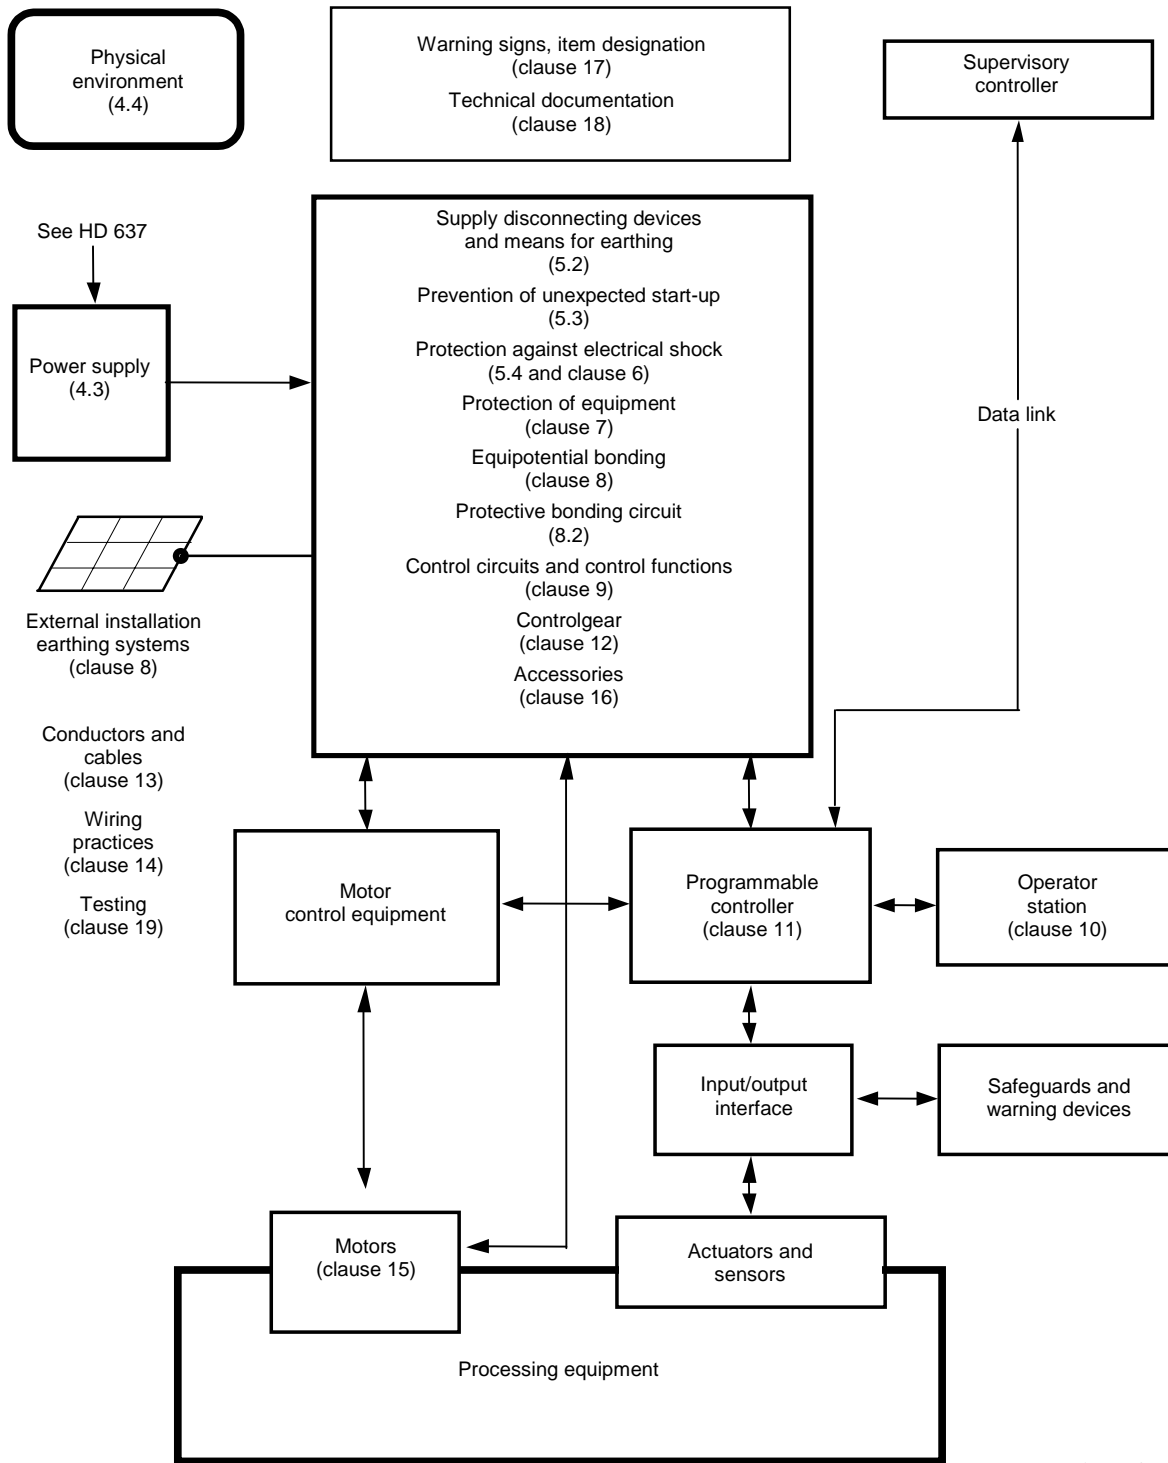 Physical
environment
(4.4)
Warning signs, item designation
(clause 17)
Technical documentation
(clause 18)
Supervisory
controller
See HD 637
Power supply
(4.3)
Supply disconnecting devices
and means for earthing
(5.2)
Prevention of unexpected start-up
(5.3)
Protection against electrical shock
(5.4 and clause 6)
Protection of equipment
(clause 7)
Equipotential bonding
(clause 8)
Protective bonding circuit
(8.2)
Control circuits and control functions
(clause 9)
Controlgear
(clause 12)
Accessories
(clause 16)
Data link
External installation
earthing systems
(clause 8)
Conductors and
cables
(clause 13)
Wiring
practices
(clause 14)
Testing
(clause 19)
Motor
control equipment
Programmable
controller
(clause 11)
Operator
station
(clause 10)
Input/output
interface
Safeguards and
warning devices
Motors
(clause 15)
Actuators and
sensors
Processing equipment